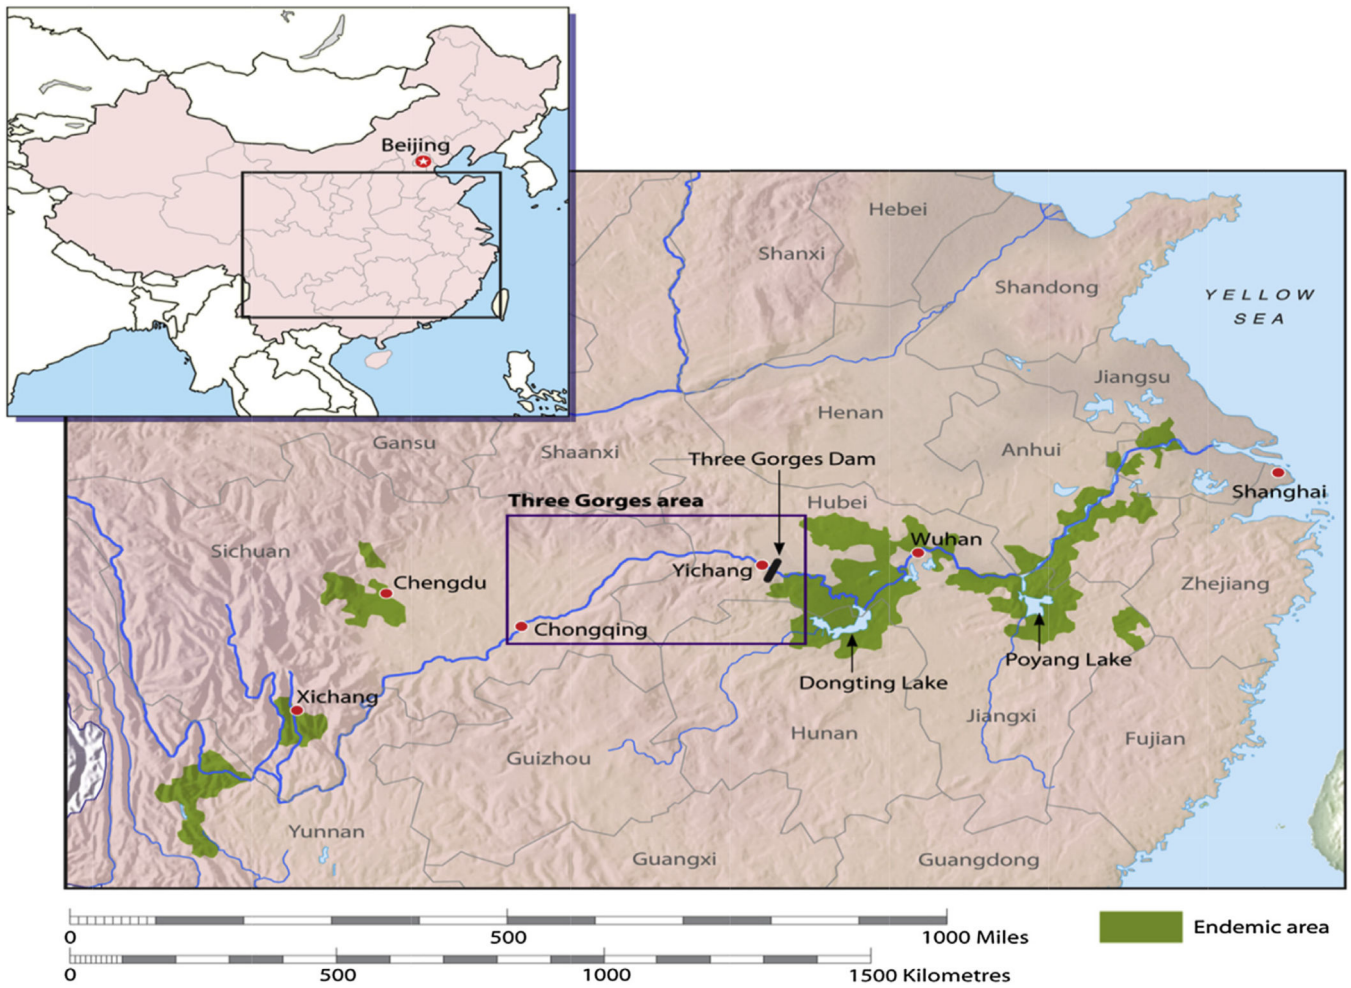 Beijing
Hebei
Shanxi
Shandong
YELLOW
SEA
Jiangsu
Henan
Gansu
Shaanxi
Anhui
Three Gorges Dam
Shanghai
Three Gorges area
Hubei
Sichuan
Wuhan
Yichang
Chengdu
Zhejiang
Chongqing
Poyang Lake
Dongting Lake
Xichang
Jiangxi
Hunan
Fujian
Guizhou
Yunnan
Guangxi
Guangdong
0 500 1000 Miles
0 500 1000 1500 Kilometres
Endemic area